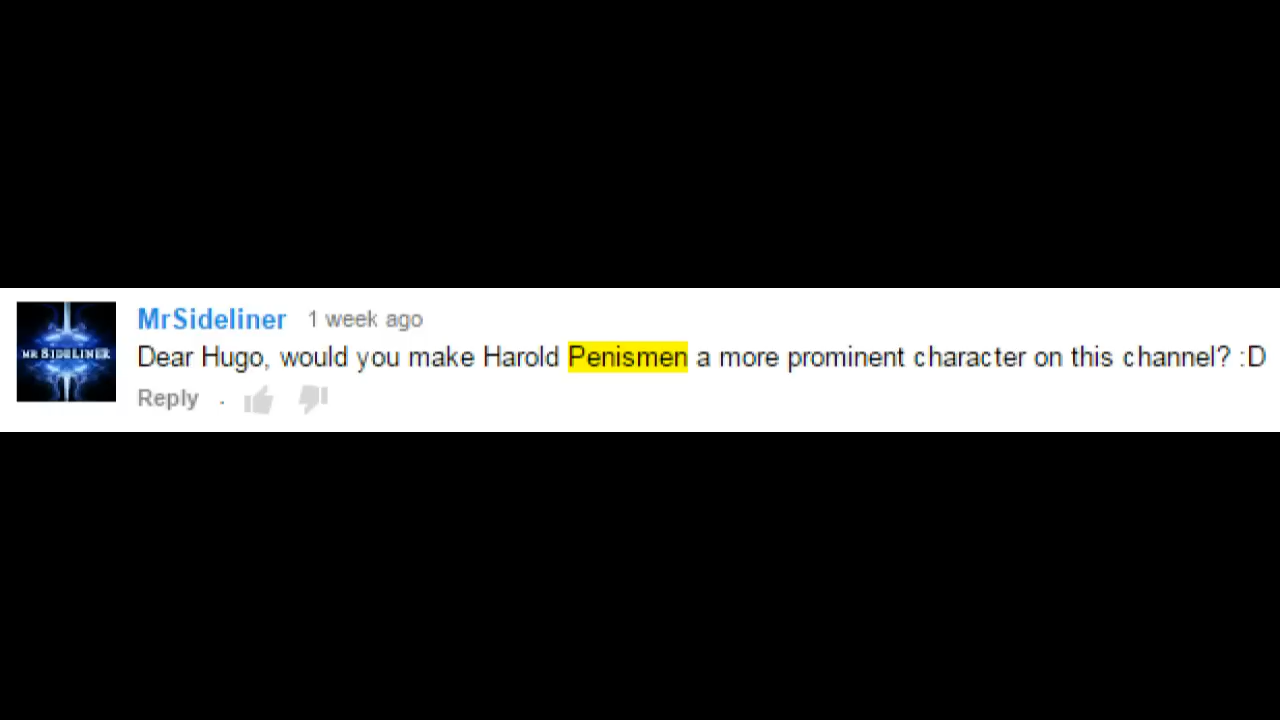 MR SIDELINER
MrSideliner 1 week ago
Dear Hugo, would you make Harold Penismen a more prominent character on this channel? :D
Reply .